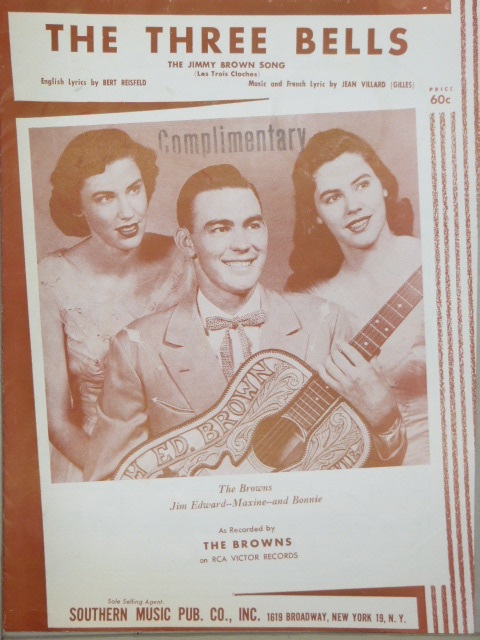 THE THREE BELLS
THE JIMMY BROWN SONG
(Les Trois Cloches)
English Lyrics by BERT REISFELD
Music and French Lyric by JEAN VILLARD (GILLES)
PRICE
60c
Complimentary
ED. BROWN
The Browns
Jim Edward--Maxine--and Bonnie
As Recorded by
THE BROWNS
on RCA VICTOR RECORDS
Sole Selling Agent:
SOUTHERN MUSIC PUB. CO., INC. 1619 BROADWAY, NEW YORK 19, N. Y.